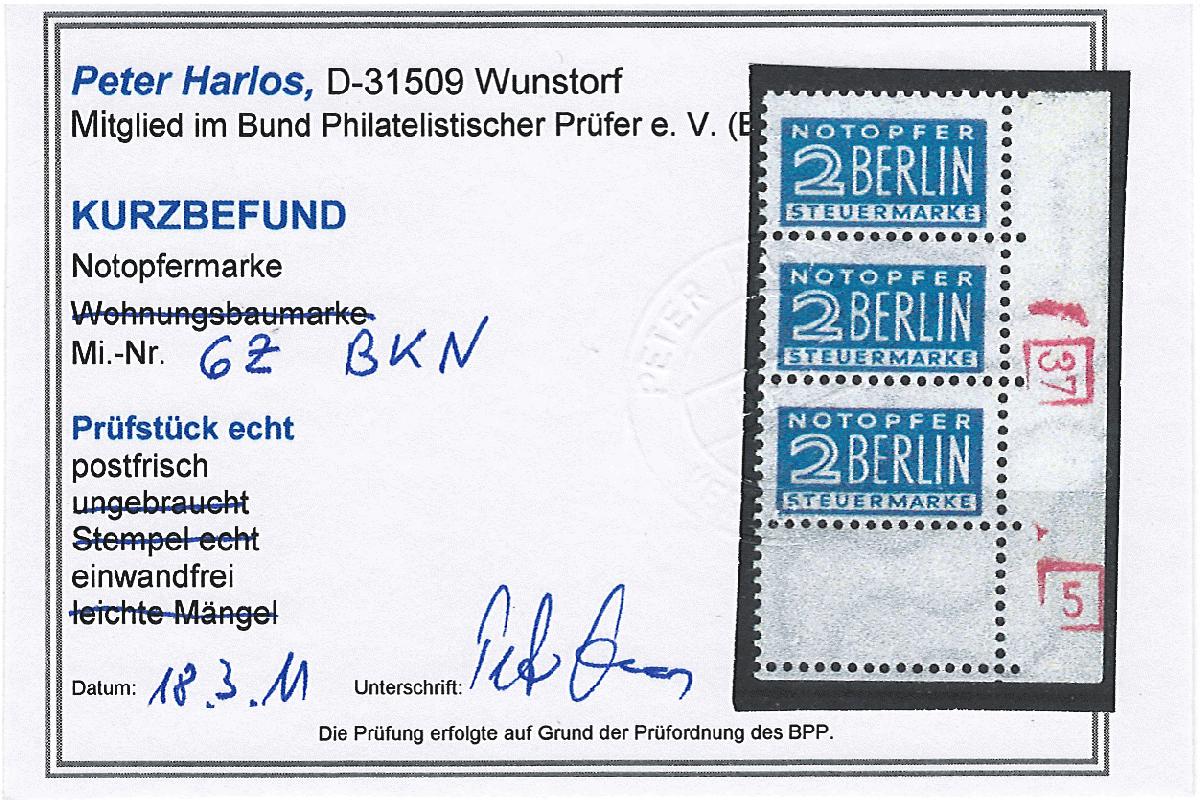 Peter Harlos, D-31509 Wunstorf
Mitglied im Bund Philatelistischer Prüfer e. V. (B
KURZBEFUND
Notopfermarke
Wohnungsbaumarke
Mi.-Nr. 6Z BKN
Prüfstück echt
postfrisch
ungebraucht
Stempel echt
einwandfrei
leichte Mängel
Datum: 18.3.11 Unterschrift:
Die Prüfung erfolgte auf Grund der Prüfordnung des BPP.
NOTOPFER
2 BERLIN
STEUERMARKE
NOTOPFER
2 BERLIN
STEUERMARKE
NOTOPFER
2 BERLIN
STEUERMARKE
37
5
PETER